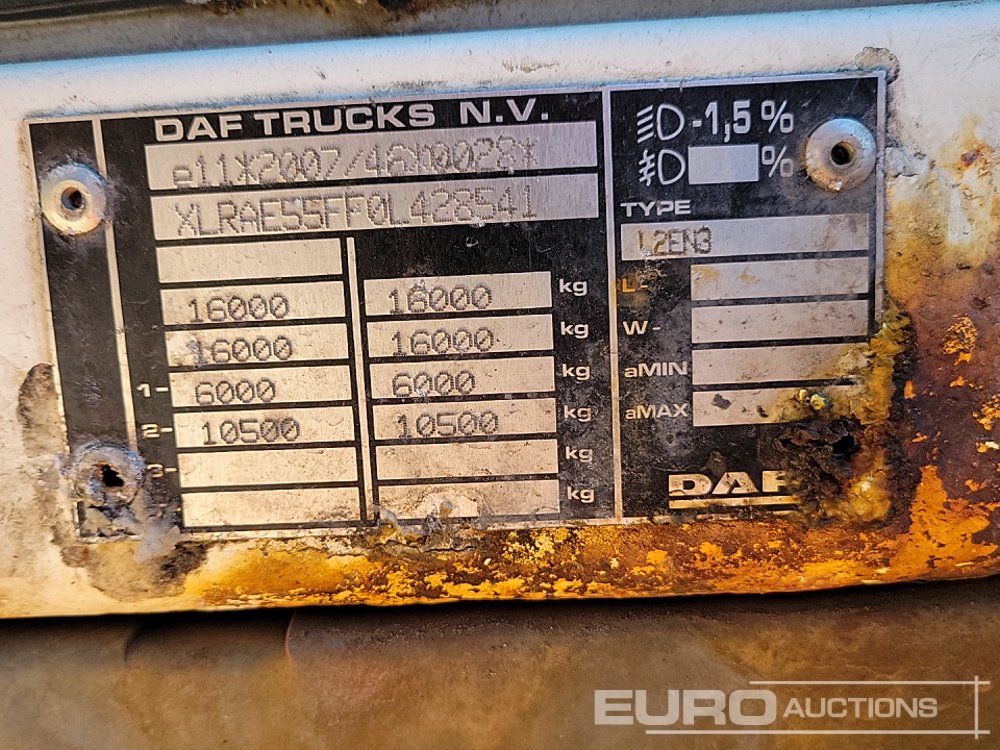 DAF TRUCKS N.V.
e11*2007/46*0028*
XLRAE55FF0L428541
16000 16000 kg
16000 16000 kg
1- 6000 6000 kg
2- 10500 10500 kg
3- kg
kg
-1,5%
%
TYPE
L2EN3
L-
W-
aMIN
aMAX
DAF
EURO AUCTIONS